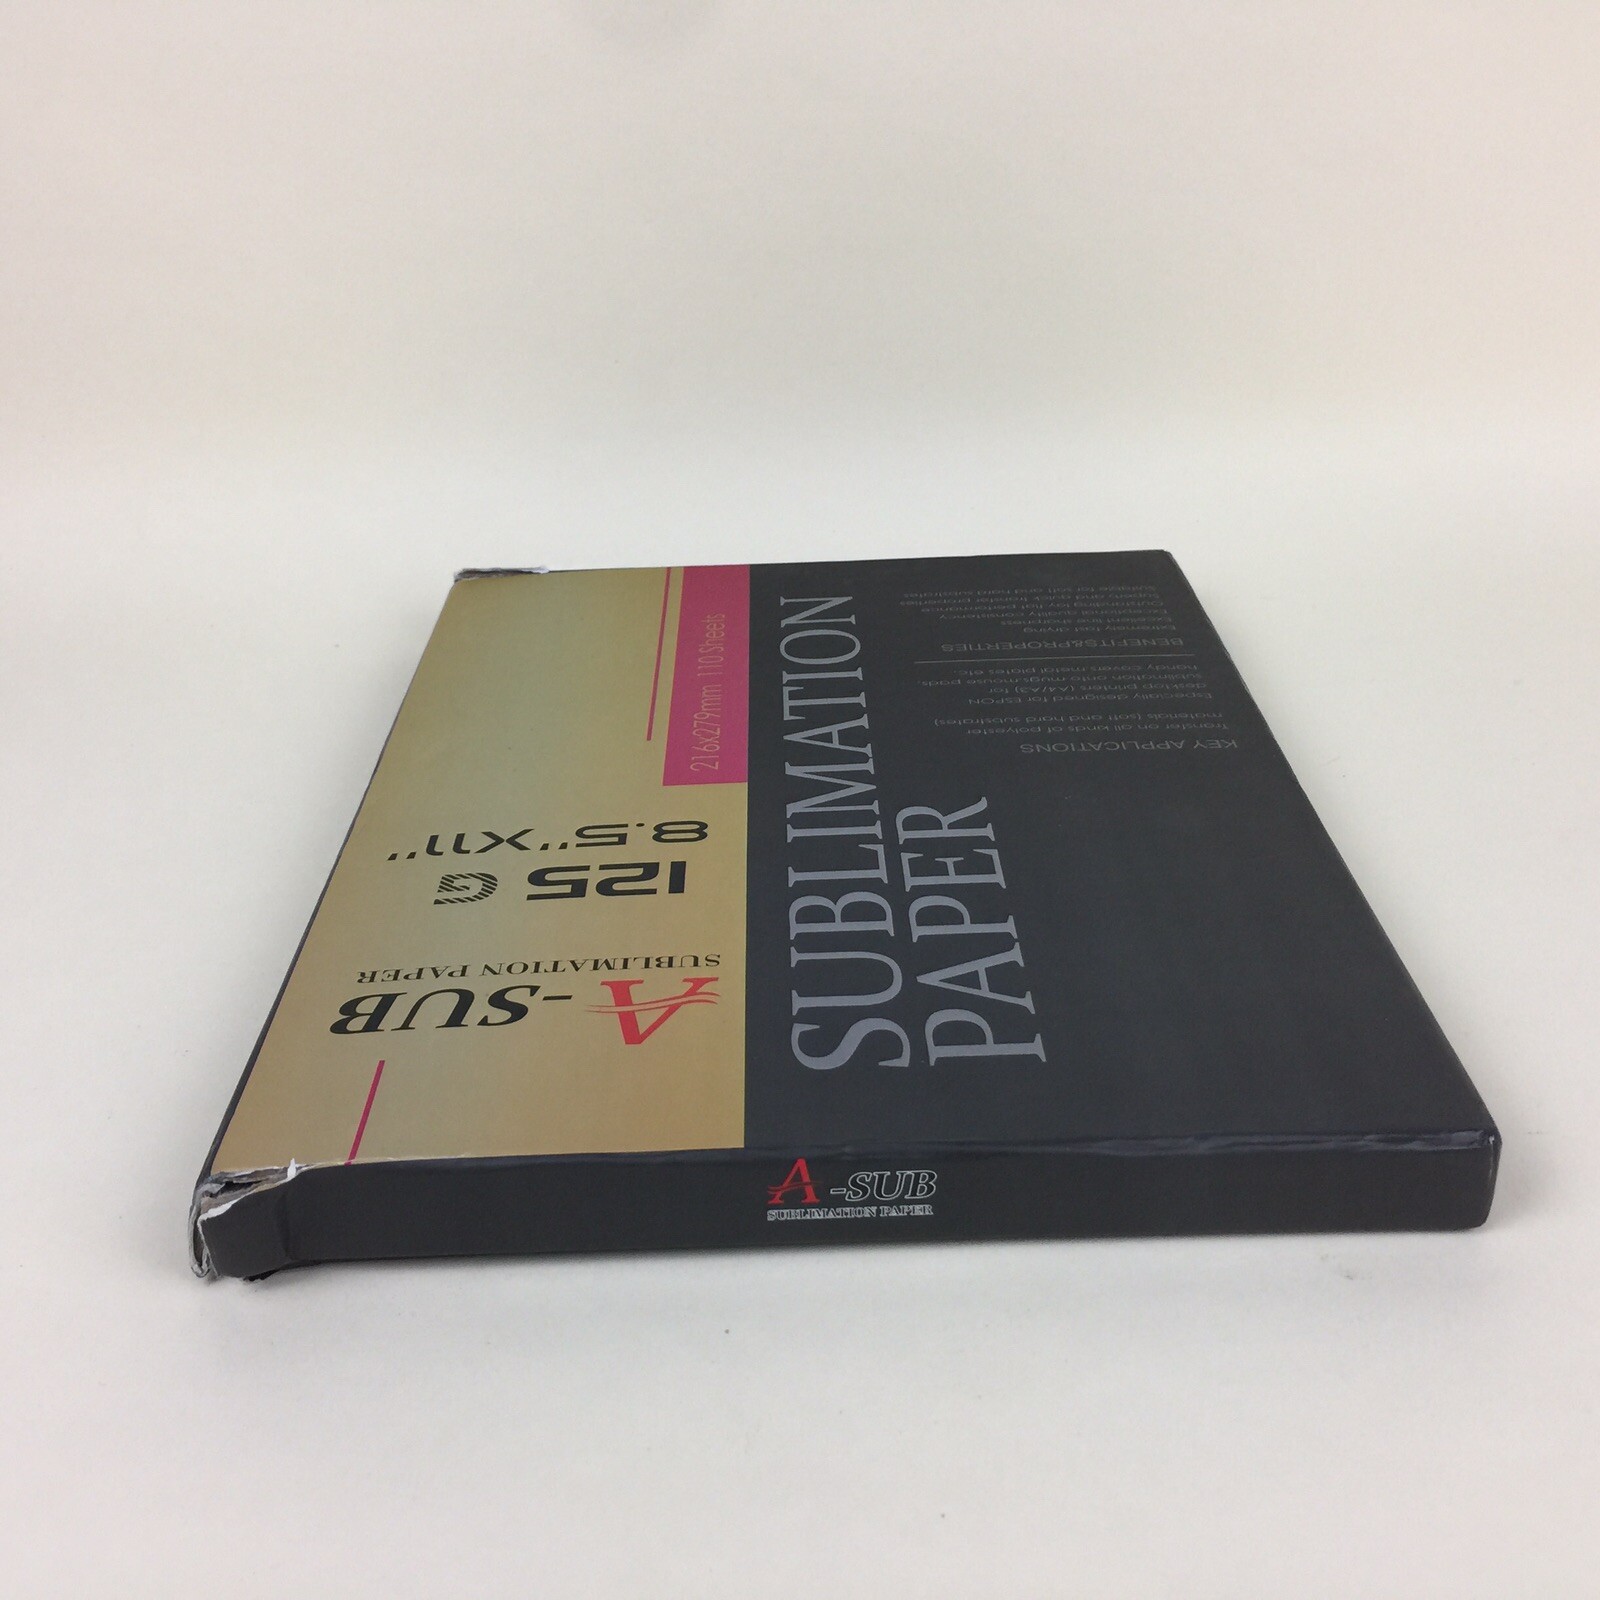 A-SUB
SUBLIMATION PAPER
125 G
8.5"X11"
216x279mm 110 Sheets
SUBLIMATION
PAPER
KEY APPLICATIONS
Transfer on all kinds of polyester
materials (soft and hard substrates)
Especially designed for ESPON
desktop printers (A4/A3) for
sublimation onto mugs,mouse pads,
handy covers,metal plates etc.
BENEFITS&PROPERTIES
Extremely fast drying
Excellent line sharpness
Exceptional quality consistency
Outstanding lay flat performance
Superb and quick transfer properties
Suitable for soft and hard substrates
A-SUB
SUBLIMATION PAPER